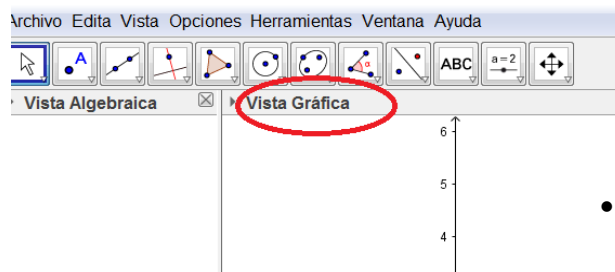 Archivo Edita Vista Opciones Herramientas Ventana Ayuda
A α ABC a=2
Vista Algebraica Vista Gráfica
6
5
4